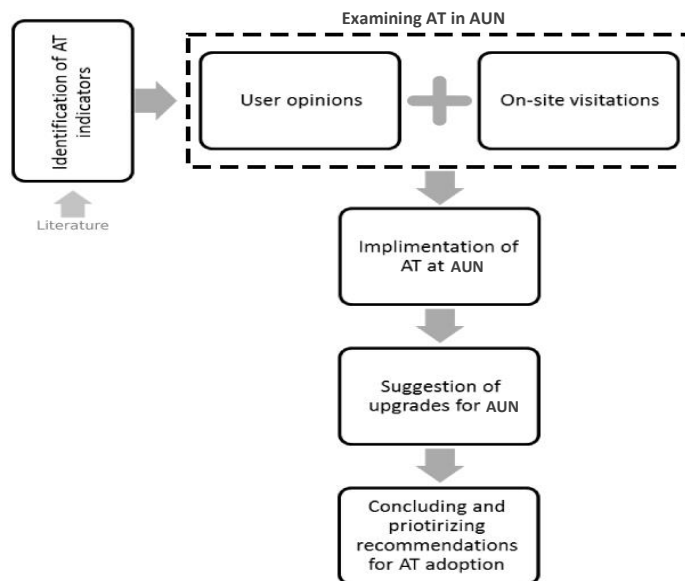 Examining AT in AUN
Identification of AT
indicators
Literature
User opinions
On-site visitations
Implimentation of
AT at AUN
Suggestion of
upgrades for AUN
Concluding and
priotirizing
recommendations
for AT adoption